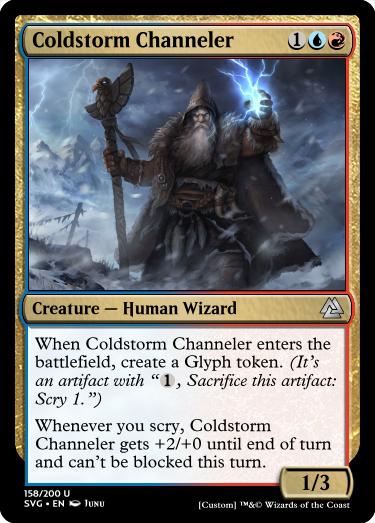 Coldstorm Channeler 1
Creature — Human Wizard
When Coldstorm Channeler enters the
battlefield, create a Glyph token. (It's
an artifact with “1, Sacrifice this artifact:
Scry 1.”)
Whenever you scry, Coldstorm
Channeler gets +2/+0 until end of turn
and can't be blocked this turn.
1/3
158/200 U
SVG • EN Junu
[Custom] ™&© Wizards of the Coast